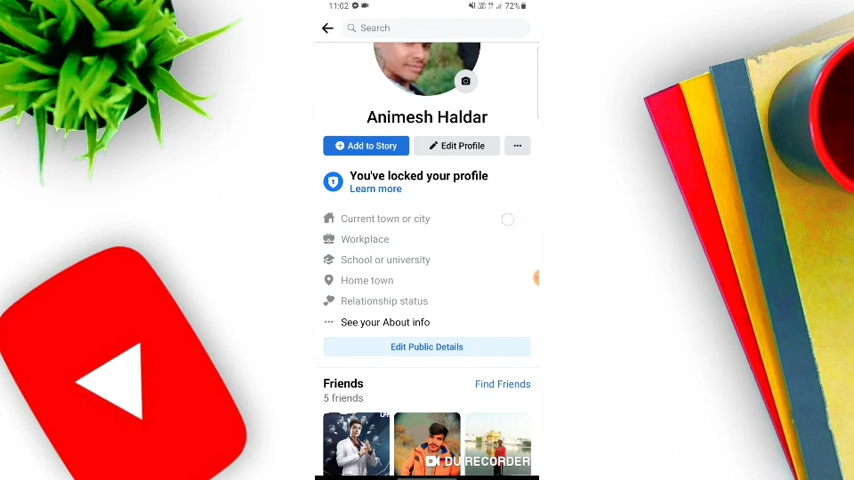 11:02
72%
Search
Animesh Haldar
Add to Story
Edit Profile
You've locked your profile
Learn more
Current town or city
Workplace
School or university
Home town
Relationship status
See your About info
Edit Public Details
Friends
Find Friends
5 friends
DU RECORDER